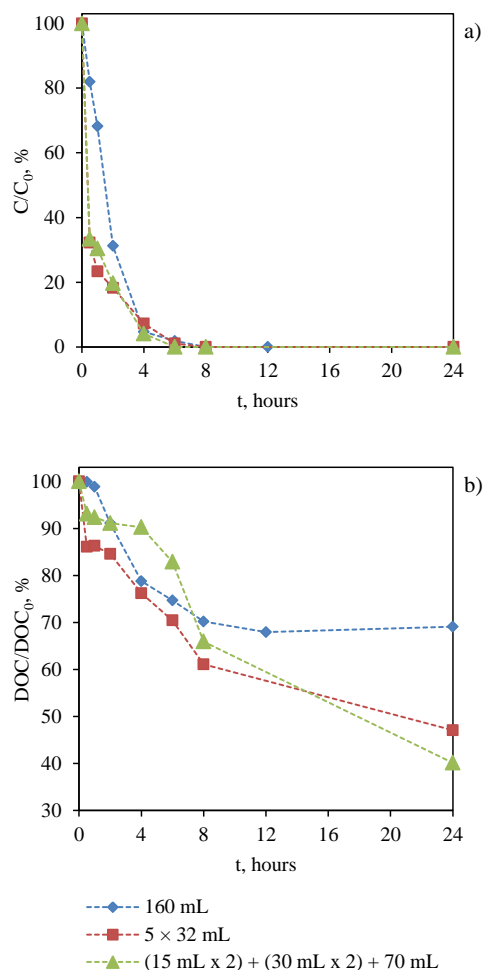 a)
100
80
60
40
20
0
C/C₀, %
0 4 8 12 16 20 24
t, hours
b)
100
90
80
70
60
50
40
30
DOC/DOC₀, %
0 4 8 12 16 20 24
t, hours
160 mL
5 × 32 mL
(15 mL x 2) + (30 mL x 2) + 70 mL